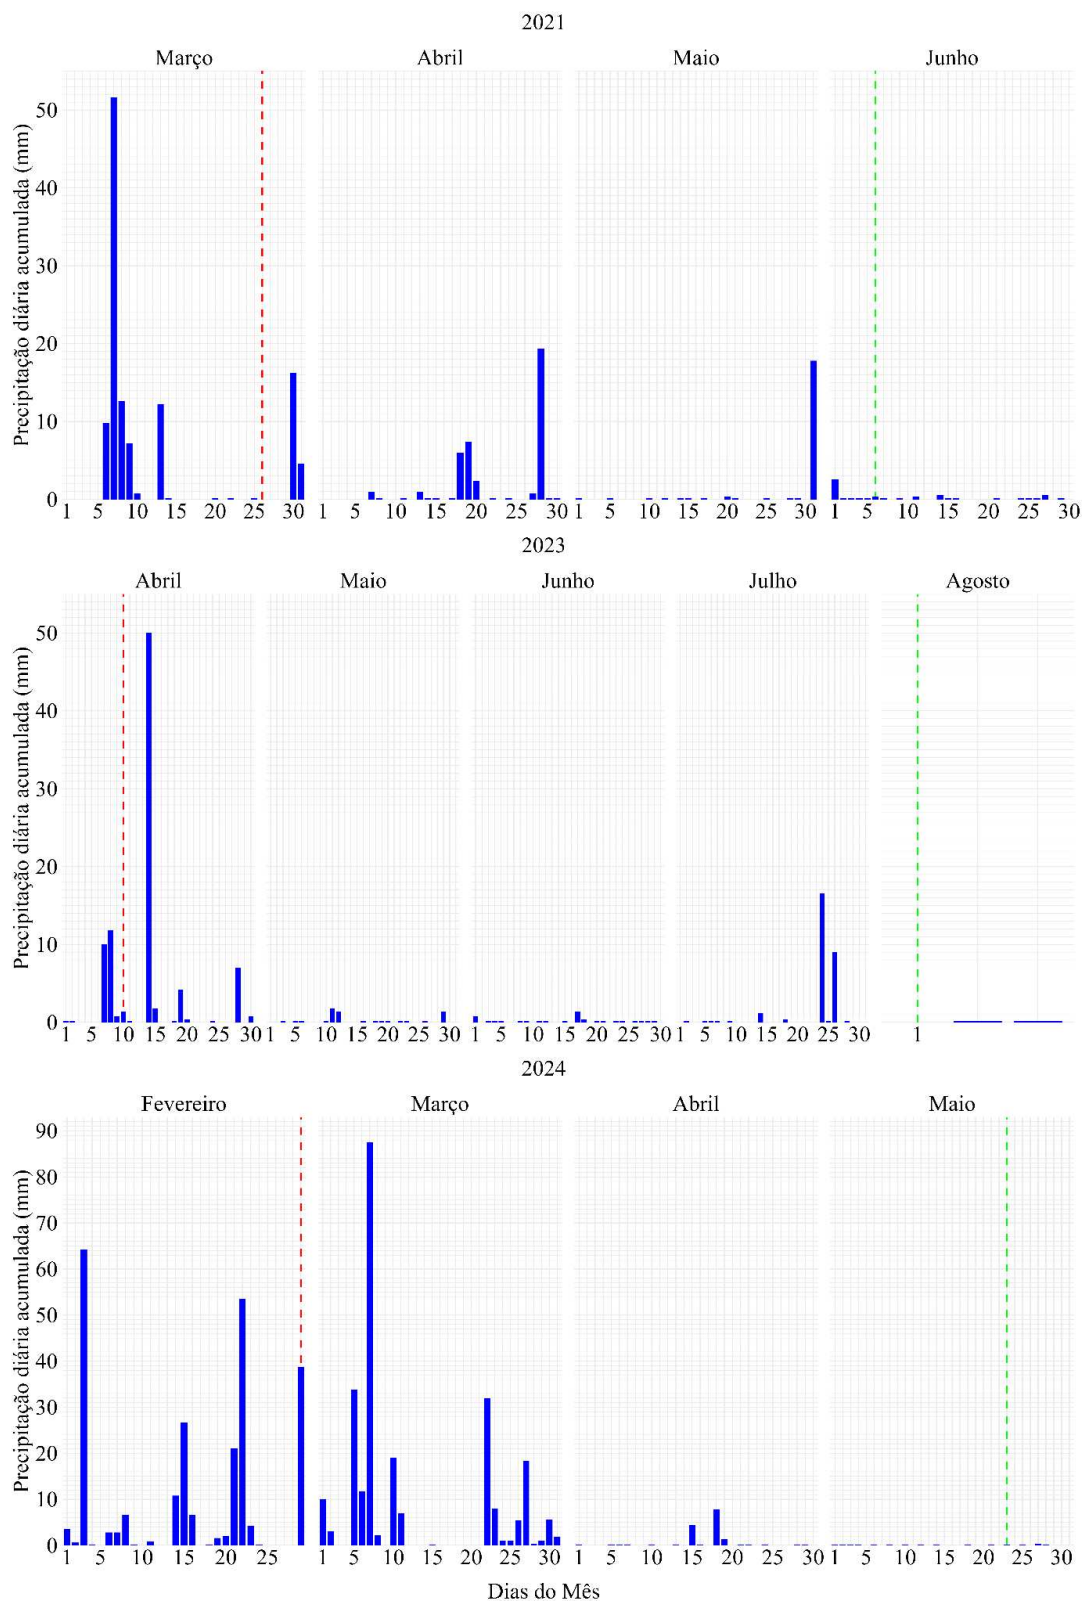 2021
Março Abril Maio Junho
Precipitação diária acumulada (mm)
50
40
30
20
10
0
1 5 10 15 20 25 30 1 5 10 15 20 25 30 1 5 10 15 20 25 30 1 5 10 15 20 25 30
2023
Abril Maio Junho Julho Agosto
Precipitação diária acumulada (mm)
50
40
30
20
10
0
1 5 10 15 20 25 30 1 5 10 15 20 25 30 1 5 10 15 20 25 30 1 5 10 15 20 25 30 1
2024
Fevereiro Março Abril Maio
Precipitação diária acumulada (mm)
90
80
70
60
50
40
30
20
10
0
1 5 10 15 20 25 1 5 10 15 20 25 30 1 5 10 15 20 25 30 1 5 10 15 20 25 30
Dias do Mês